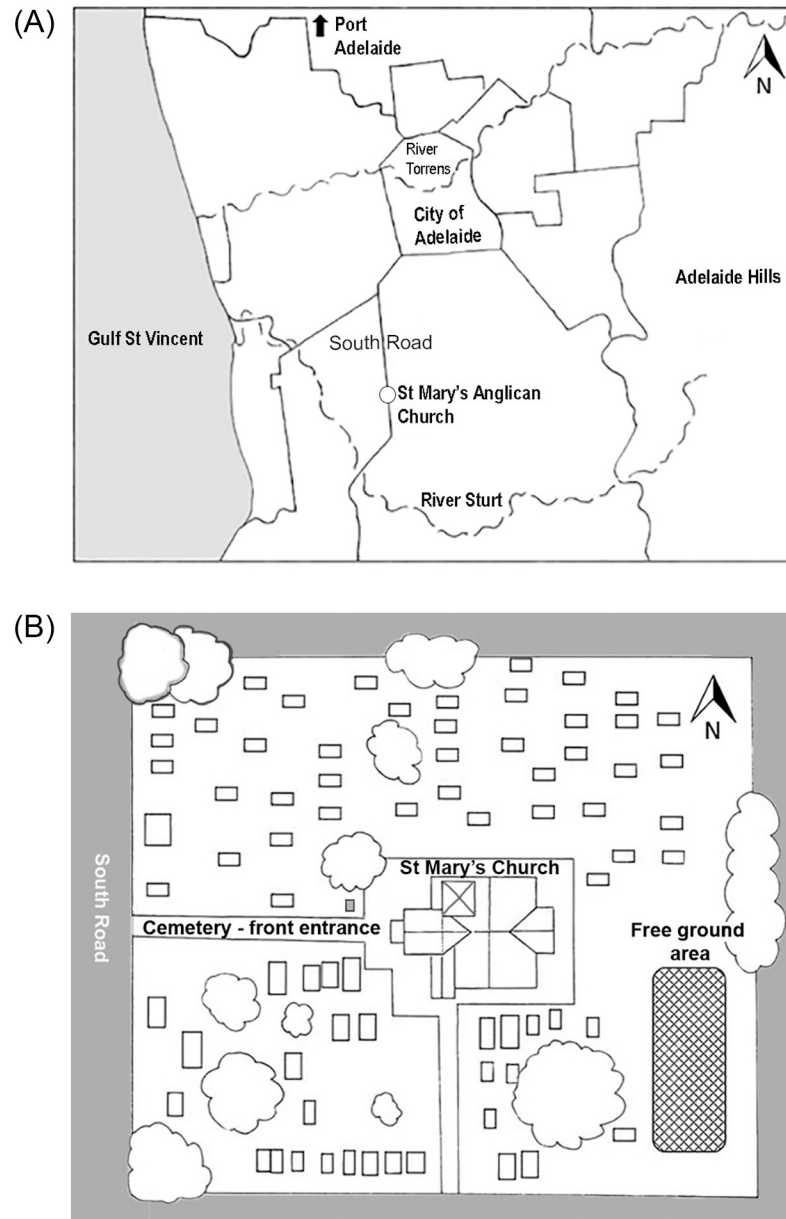 (A)
Port
Adelaide
N
River
Torrens
City of
Adelaide
Adelaide Hills
Gulf St Vincent
South Road
St Mary's Anglican
Church
River Sturt
(B)
N
St Mary's Church
South Road
Cemetery - front entrance
Free ground
area